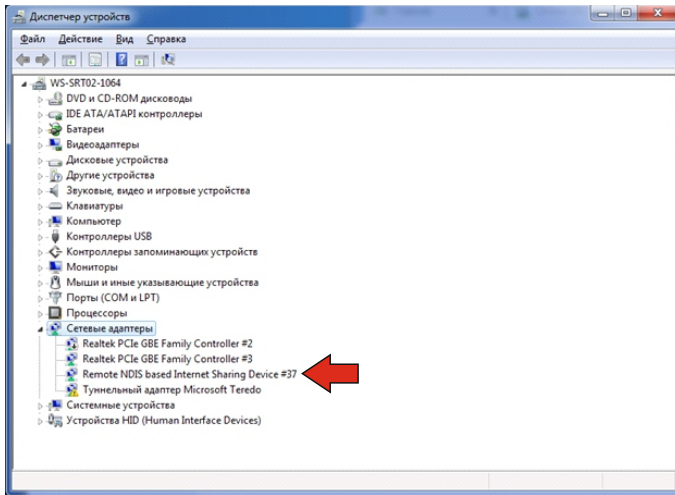 Диспетчер устройств
Файл Действие Вид Справка
WS-SRT02-1064
DVD и CD-ROM дисководы
IDE ATA/ATAPI контроллеры
Батареи
Видеоадаптеры
Дисковые устройства
Другие устройства
Звуковые, видео и игровые устройства
Клавиатуры
Компьютер
Контроллеры USB
Контроллеры запоминающих устройств
Мониторы
Мыши и иные указывающие устройства
Порты (COM и LPT)
Процессоры
Сетевые адаптеры
Realtek PCIe GBE Family Controller #2
Realtek PCIe GBE Family Controller #3
Remote NDIS based Internet Sharing Device #37
Туннельный адаптер Microsoft Teredo
Системные устройства
Устройства HID (Human Interface Devices)